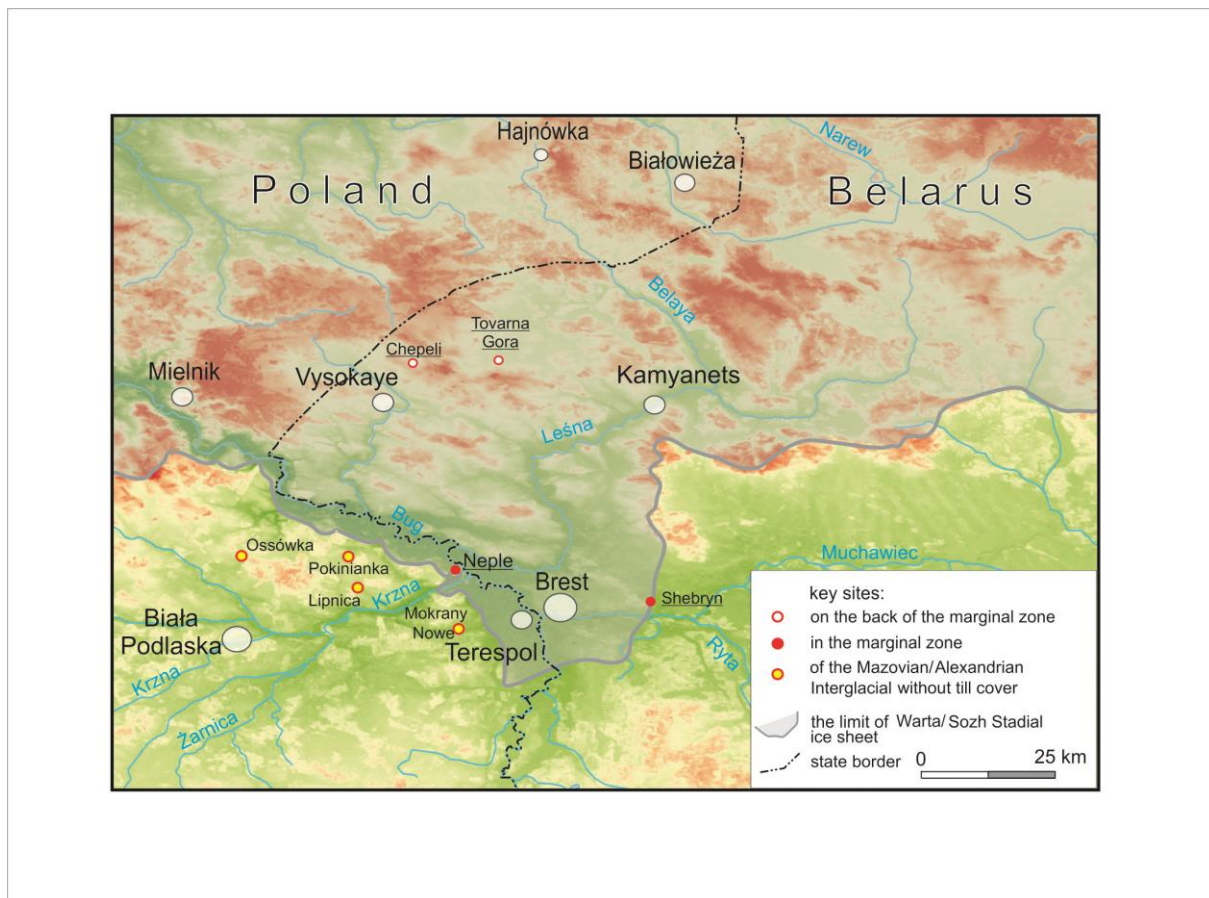 Hajnówka
Narew
Białowieża
Poland
Belarus
Belaya
Tovarna
Gora
Chepeli
Mielnik
Vysokaye
Kamyanets
Leśna
Bug
Ossówka
Pokinianka
Neple
Muchawiec
Lipnica
Krzna
Brest
Shebryn
Biała
Podlaska
Mokrany
Nowe
Terespol
Ryta
Krzna
Żarnica
key sites:
on the back of the marginal zone
in the marginal zone
of the Mazovian/Alexandrian
Interglacial without till cover
the limit of Warta/Sozh Stadial
ice sheet
state border
0 25 km